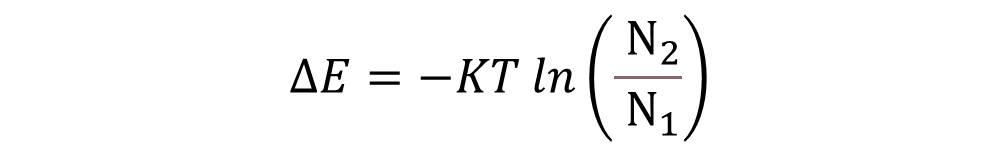 ΔE = −KT ln(N₂/N₁)